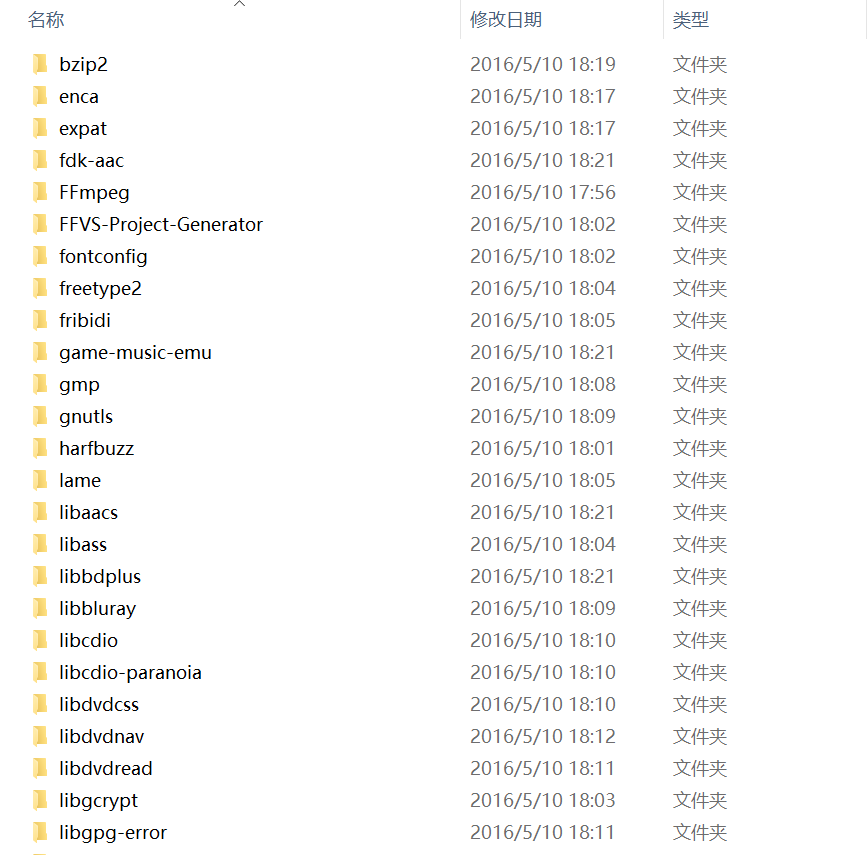 名称 修改日期 类型
bzip2 2016/5/10 18:19 文件夹
enca 2016/5/10 18:17 文件夹
expat 2016/5/10 18:17 文件夹
fdk-aac 2016/5/10 18:21 文件夹
FFmpeg 2016/5/10 17:56 文件夹
FFVS-Project-Generator 2016/5/10 18:02 文件夹
fontconfig 2016/5/10 18:02 文件夹
freetype2 2016/5/10 18:04 文件夹
fribidi 2016/5/10 18:05 文件夹
game-music-emu 2016/5/10 18:21 文件夹
gmp 2016/5/10 18:08 文件夹
gnutls 2016/5/10 18:09 文件夹
harfbuzz 2016/5/10 18:01 文件夹
lame 2016/5/10 18:05 文件夹
libaacs 2016/5/10 18:21 文件夹
libass 2016/5/10 18:04 文件夹
libbdplus 2016/5/10 18:21 文件夹
libbluray 2016/5/10 18:09 文件夹
libcdio 2016/5/10 18:10 文件夹
libcdio-paranoia 2016/5/10 18:10 文件夹
libdvdcss 2016/5/10 18:10 文件夹
libdvdnav 2016/5/10 18:12 文件夹
libdvdread 2016/5/10 18:11 文件夹
libgcrypt 2016/5/10 18:03 文件夹
libgpg-error 2016/5/10 18:11 文件夹